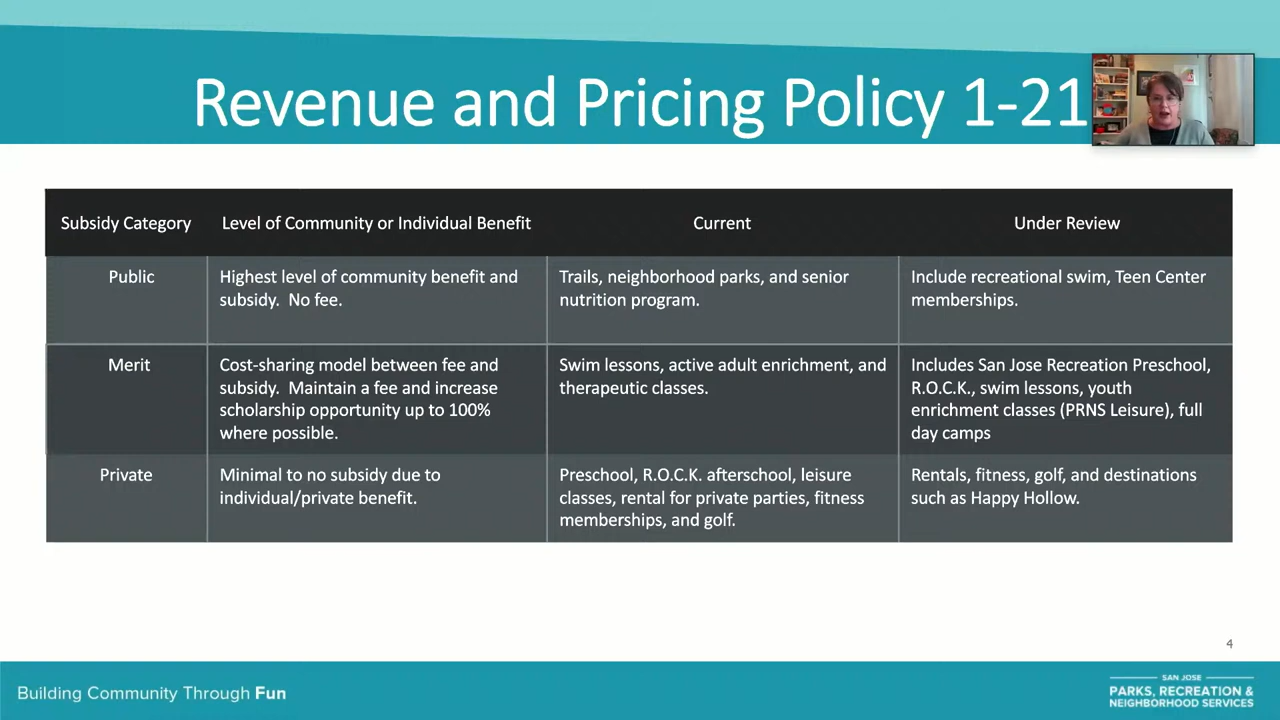 Revenue and Pricing Policy 1-21
Subsidy Category
Level of Community or Individual Benefit
Current
Under Review
Public
Highest level of community benefit and
subsidy. No fee.
Trails, neighborhood parks, and senior
nutrition program.
Include recreational swim, Teen Center
memberships.
Merit
Cost-sharing model between fee and
subsidy. Maintain a fee and increase
scholarship opportunity up to 100%
where possible.
Swim lessons, active adult enrichment, and
therapeutic classes.
Includes San Jose Recreation Preschool,
R.O.C.K., swim lessons, youth
enrichment classes (PRNS Leisure), full
day camps
Private
Minimal to no subsidy due to
individual/private benefit.
Preschool, R.O.C.K. afterschool, leisure
classes, rental for private parties, fitness
memberships, and golf.
Rentals, fitness, golf, and destinations
such as Happy Hollow.
4
Building Community Through Fun
SAN JOSE
PARKS, RECREATION &
NEIGHBORHOOD SERVICES